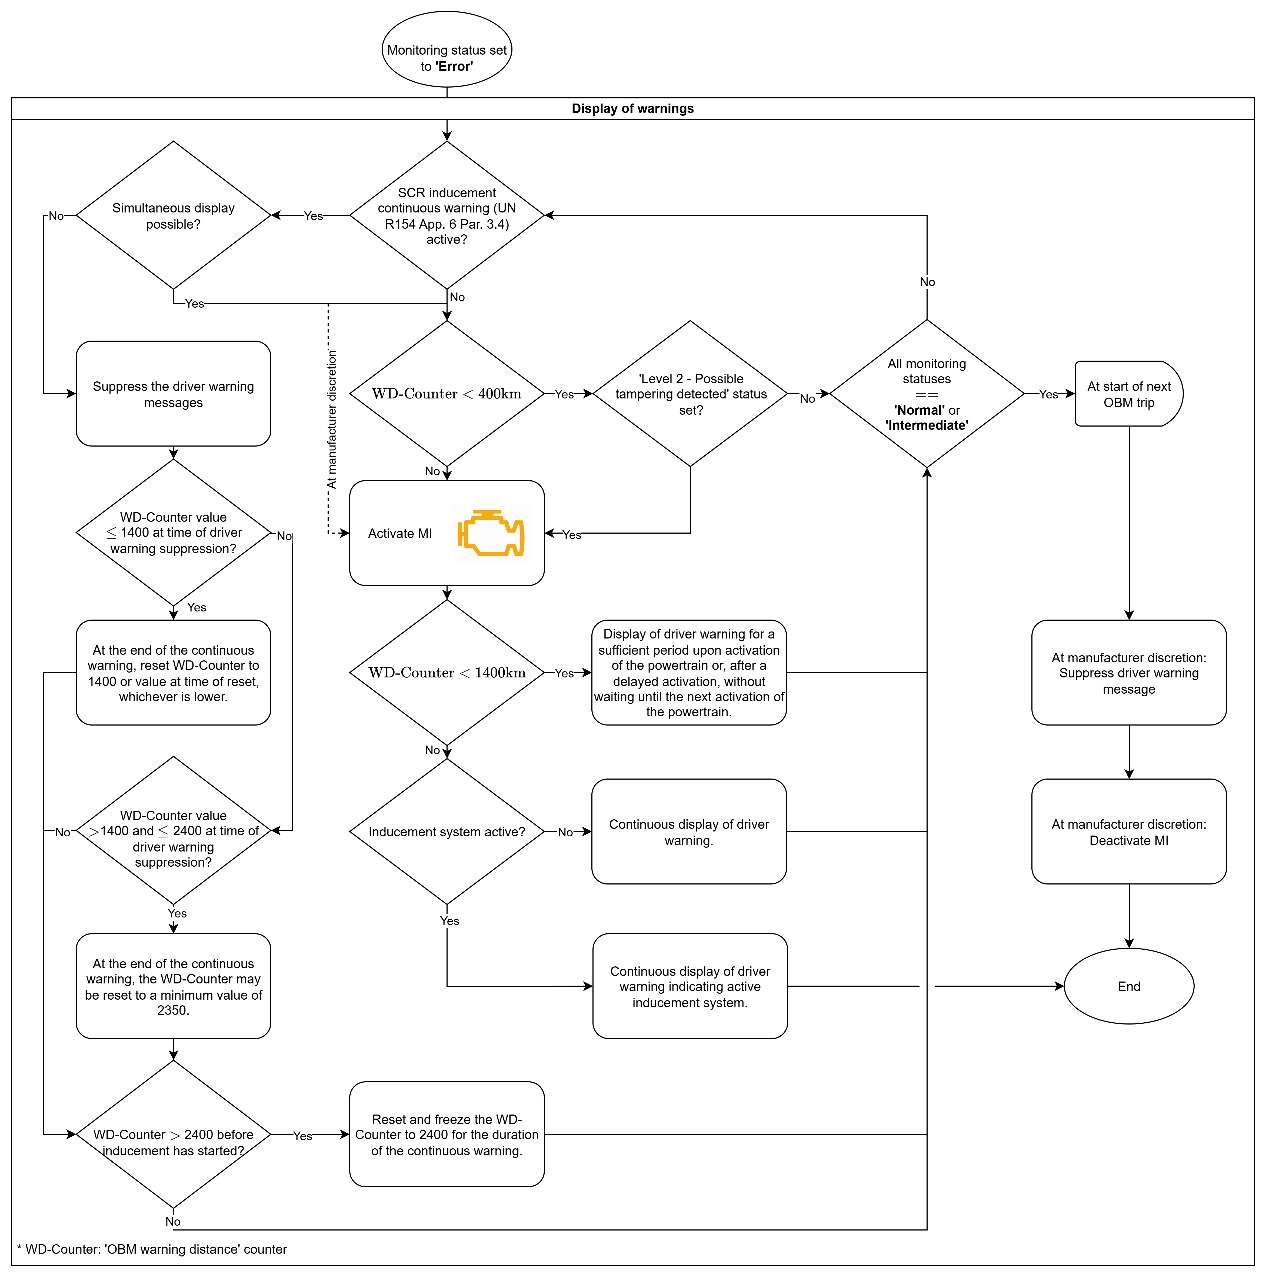 Monitoring status set
to 'Error'
Display of warnings
SCR inducement
continuous warning (UN
R154 App. 6 Par. 3.4)
active?
Yes
Simultaneous display
possible?
No
Yes
No
At manufacturer discretion
Suppress the driver warning
messages
WD-Counter < 400km
Yes
No
'Level 2 - Possible
tampering detected' status
set?
No
Yes
All monitoring
statuses
==
'Normal' or
'Intermediate'
No
Yes
At start of next
OBM trip
Activate MI
WD-Counter value
≤ 1400 at time of driver
warning suppression?
No
Yes
At the end of the continuous
warning, reset WD-Counter to
1400 or value at time of reset,
whichever is lower.
WD-Counter < 1400km
Yes
No
Display of driver warning for a
sufficient period upon activation
of the powertrain or, after a
delayed activation, without
waiting until the next activation of
the powertrain.
At manufacturer discretion:
Suppress driver warning
message
WD-Counter value
>1400 and ≤ 2400 at time of
driver warning
suppression?
No
Yes
Inducement system active?
No
Yes
Continuous display of driver
warning.
At manufacturer discretion:
Deactivate MI
At the end of the continuous
warning, the WD-Counter may
be reset to a minimum value of
2350.
Continuous display of driver
warning indicating active
inducement system.
End
WD-Counter > 2400 before
inducement has started?
Yes
No
Reset and freeze the WD-
Counter to 2400 for the duration
of the continuous warning.
* WD-Counter: 'OBM warning distance' counter